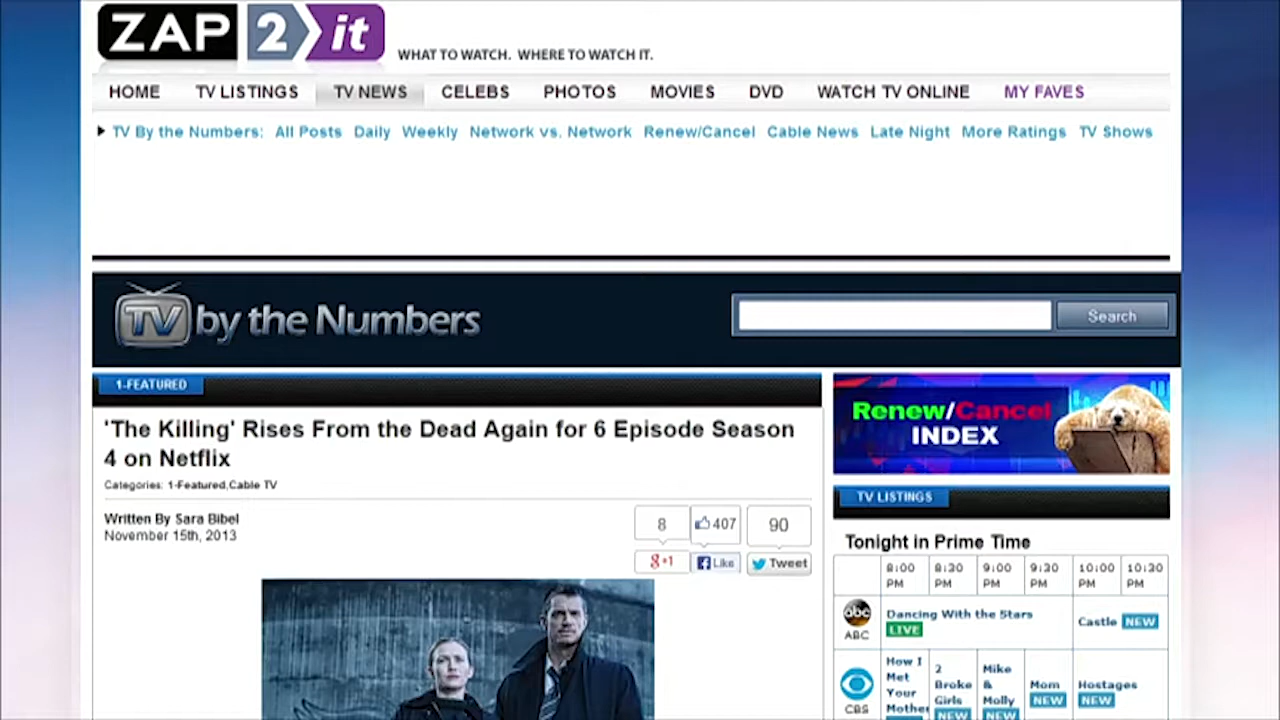 ZAP 2 it
WHAT TO WATCH. WHERE TO WATCH IT.
HOME TV LISTINGS TV NEWS CELEBS PHOTOS MOVIES DVD WATCH TV ONLINE MY FAVES
TV By the Numbers: All Posts Daily Weekly Network vs. Network Renew/Cancel Cable News Late Night More Ratings TV Shows
TV by the Numbers
Search
1-FEATURED
'The Killing' Rises From the Dead Again for 6 Episode Season
4 on Netflix
Categories: 1-Featured,Cable TV
Written By Sara Bibel
November 15th, 2013
8 407 90
g+1 Like Tweet
Renew/Cancel
INDEX
TV LISTINGS
Tonight in Prime Time
8:00 PM 8:30 PM 9:00 PM 9:30 PM 10:00 PM 10:30 PM
abc
ABC
Dancing With the Stars
LIVE
Castle NEW
CBS
How I
Met
Your
Mother
2
Broke
Girls
NEW
Mike
&
Molly
NEW
Mom
NEW
Hostages
NEW